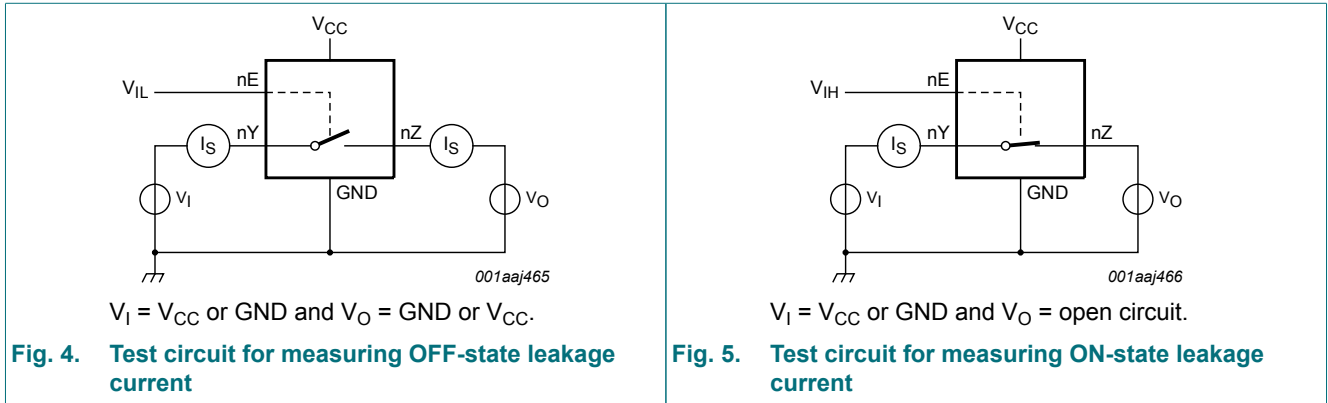 VCC
nE
VIL
nY
nZ
IS
IS
VI
GND
VO
001aaj465
VI = VCC or GND and VO = GND or VCC.
Fig. 4. Test circuit for measuring OFF-state leakage
current
VCC
nE
VIH
nY
nZ
IS
VI
GND
VO
001aaj466
VI = VCC or GND and VO = open circuit.
Fig. 5. Test circuit for measuring ON-state leakage
current